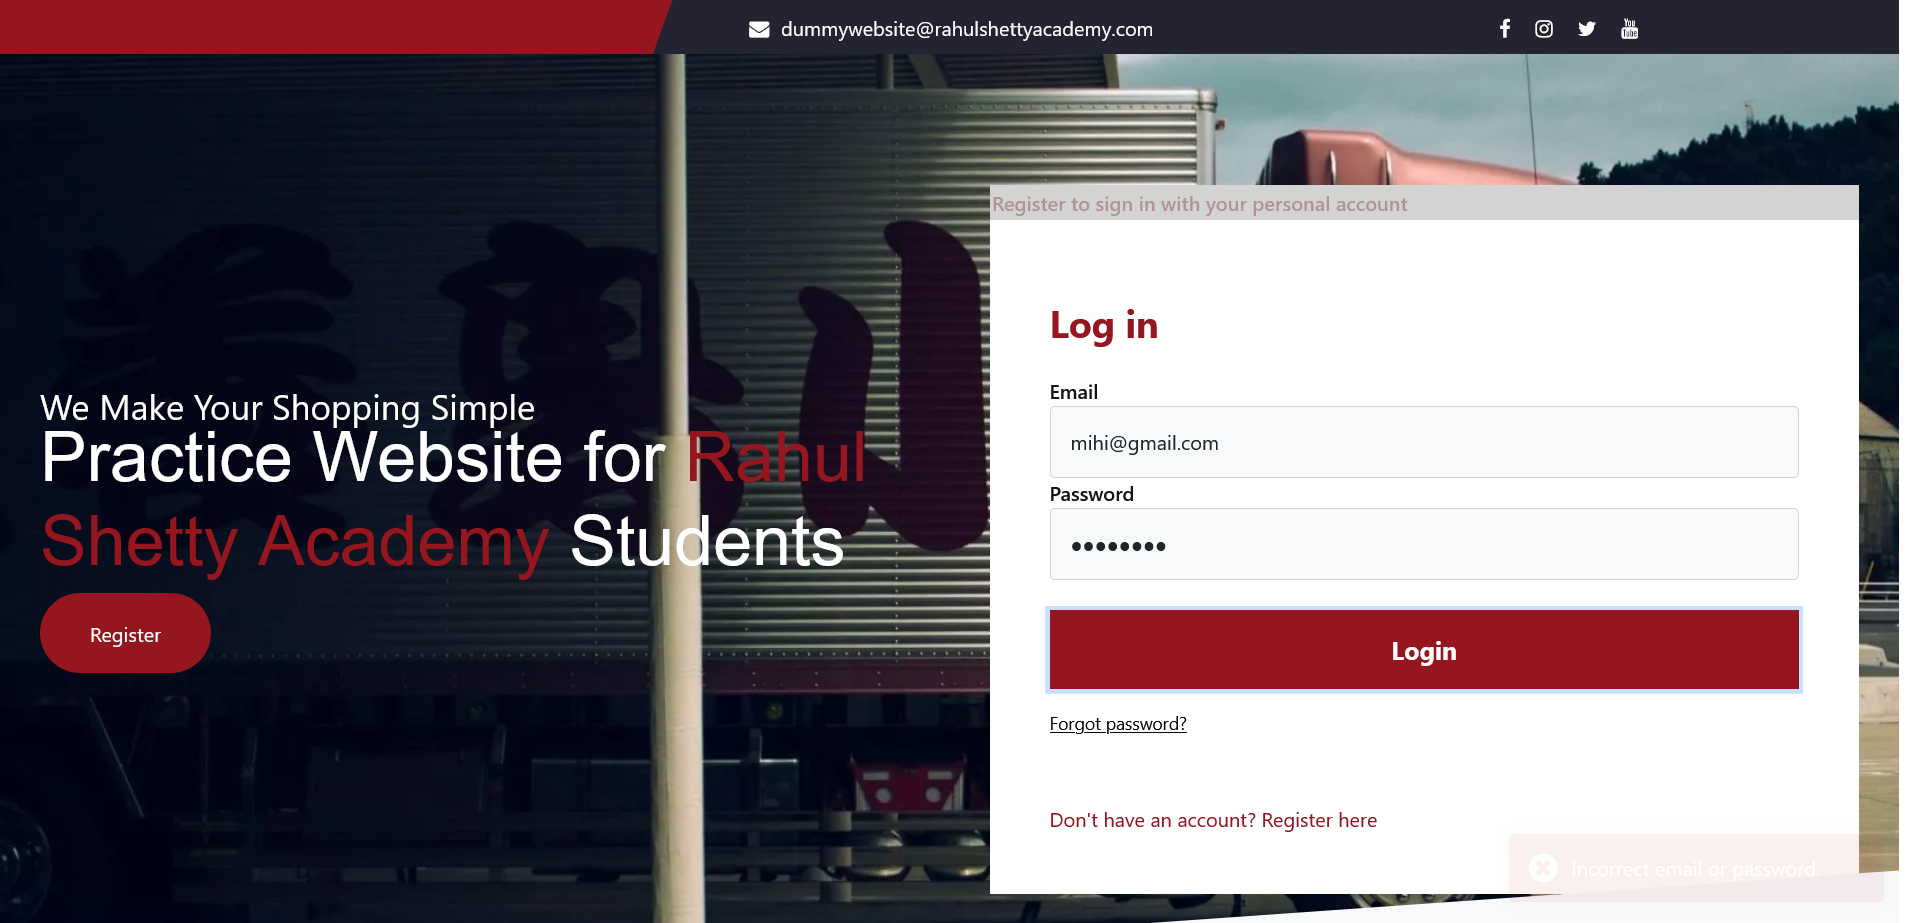 dummywebsite@rahulshettyacademy.com
Register to sign in with your personal account
Log in
Email
mihi@gmail.com
Password
Login
Forgot password?
Don't have an account? Register here
We Make Your Shopping Simple
Practice Website for Rahul
Shetty Academy Students
Register
Incorrect email or password.